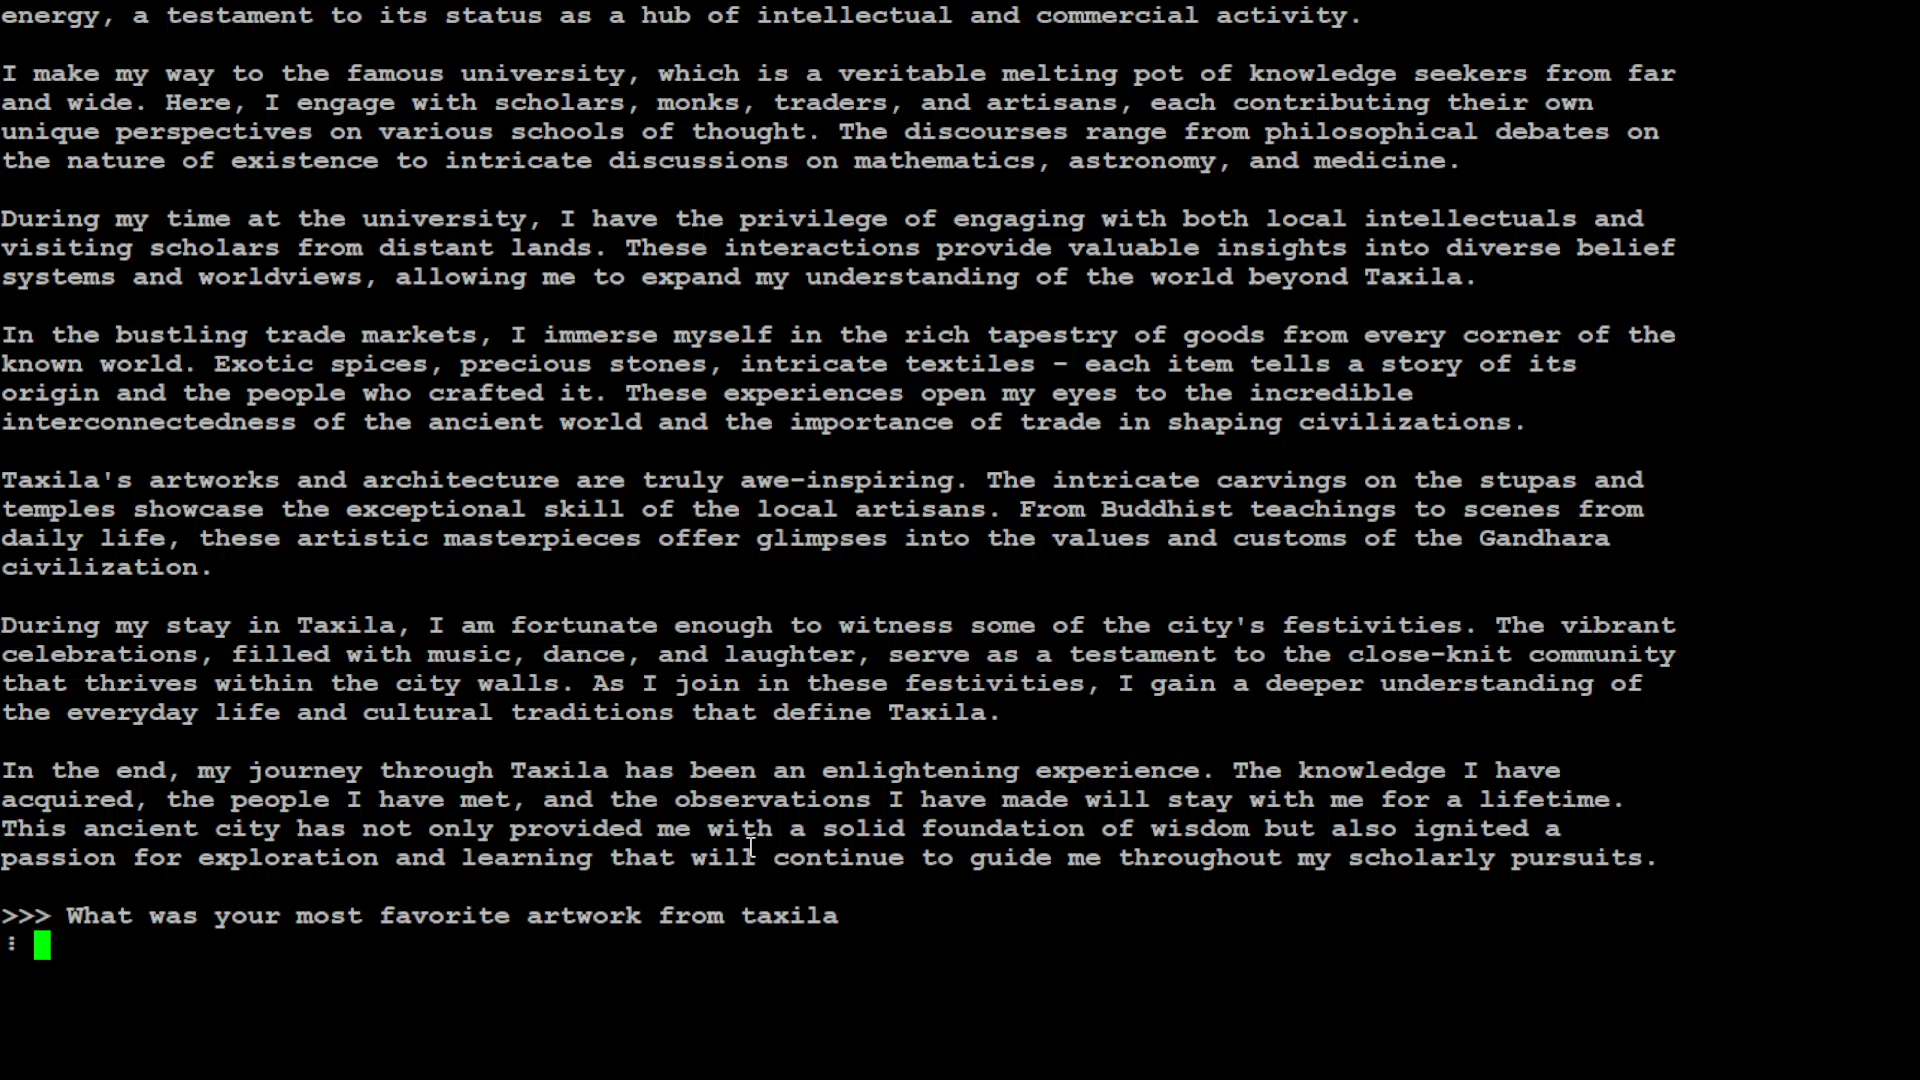 energy, a testament to its status as a hub of intellectual and commercial activity.
I make my way to the famous university, which is a veritable melting pot of knowledge seekers from far
and wide. Here, I engage with scholars, monks, traders, and artisans, each contributing their own
unique perspectives on various schools of thought. The discourses range from philosophical debates on
the nature of existence to intricate discussions on mathematics, astronomy, and medicine.
During my time at the university, I have the privilege of engaging with both local intellectuals and
visiting scholars from distant lands. These interactions provide valuable insights into diverse belief
systems and worldviews, allowing me to expand my understanding of the world beyond Taxila.
In the bustling trade markets, I immerse myself in the rich tapestry of goods from every corner of the
known world. Exotic spices, precious stones, intricate textiles – each item tells a story of its
origin and the people who crafted it. These experiences open my eyes to the incredible
interconnectedness of the ancient world and the importance of trade in shaping civilizations.
Taxila's artworks and architecture are truly awe-inspiring. The intricate carvings on the stupas and
temples showcase the exceptional skill of the local artisans. From Buddhist teachings to scenes from
daily life, these artistic masterpieces offer glimpses into the values and customs of the Gandhara
civilization.
During my stay in Taxila, I am fortunate enough to witness some of the city's festivities. The vibrant
celebrations, filled with music, dance, and laughter, serve as a testament to the close-knit community
that thrives within the city walls. As I join in these festivities, I gain a deeper understanding of
the everyday life and cultural traditions that define Taxila.
In the end, my journey through Taxila has been an enlightening experience. The knowledge I have
acquired, the people I have met, and the observations I have made will stay with me for a lifetime.
This ancient city has not only provided me with a solid foundation of wisdom but also ignited a
passion for exploration and learning that will continue to guide me throughout my scholarly pursuits.
>>> What was your most favorite artwork from taxila